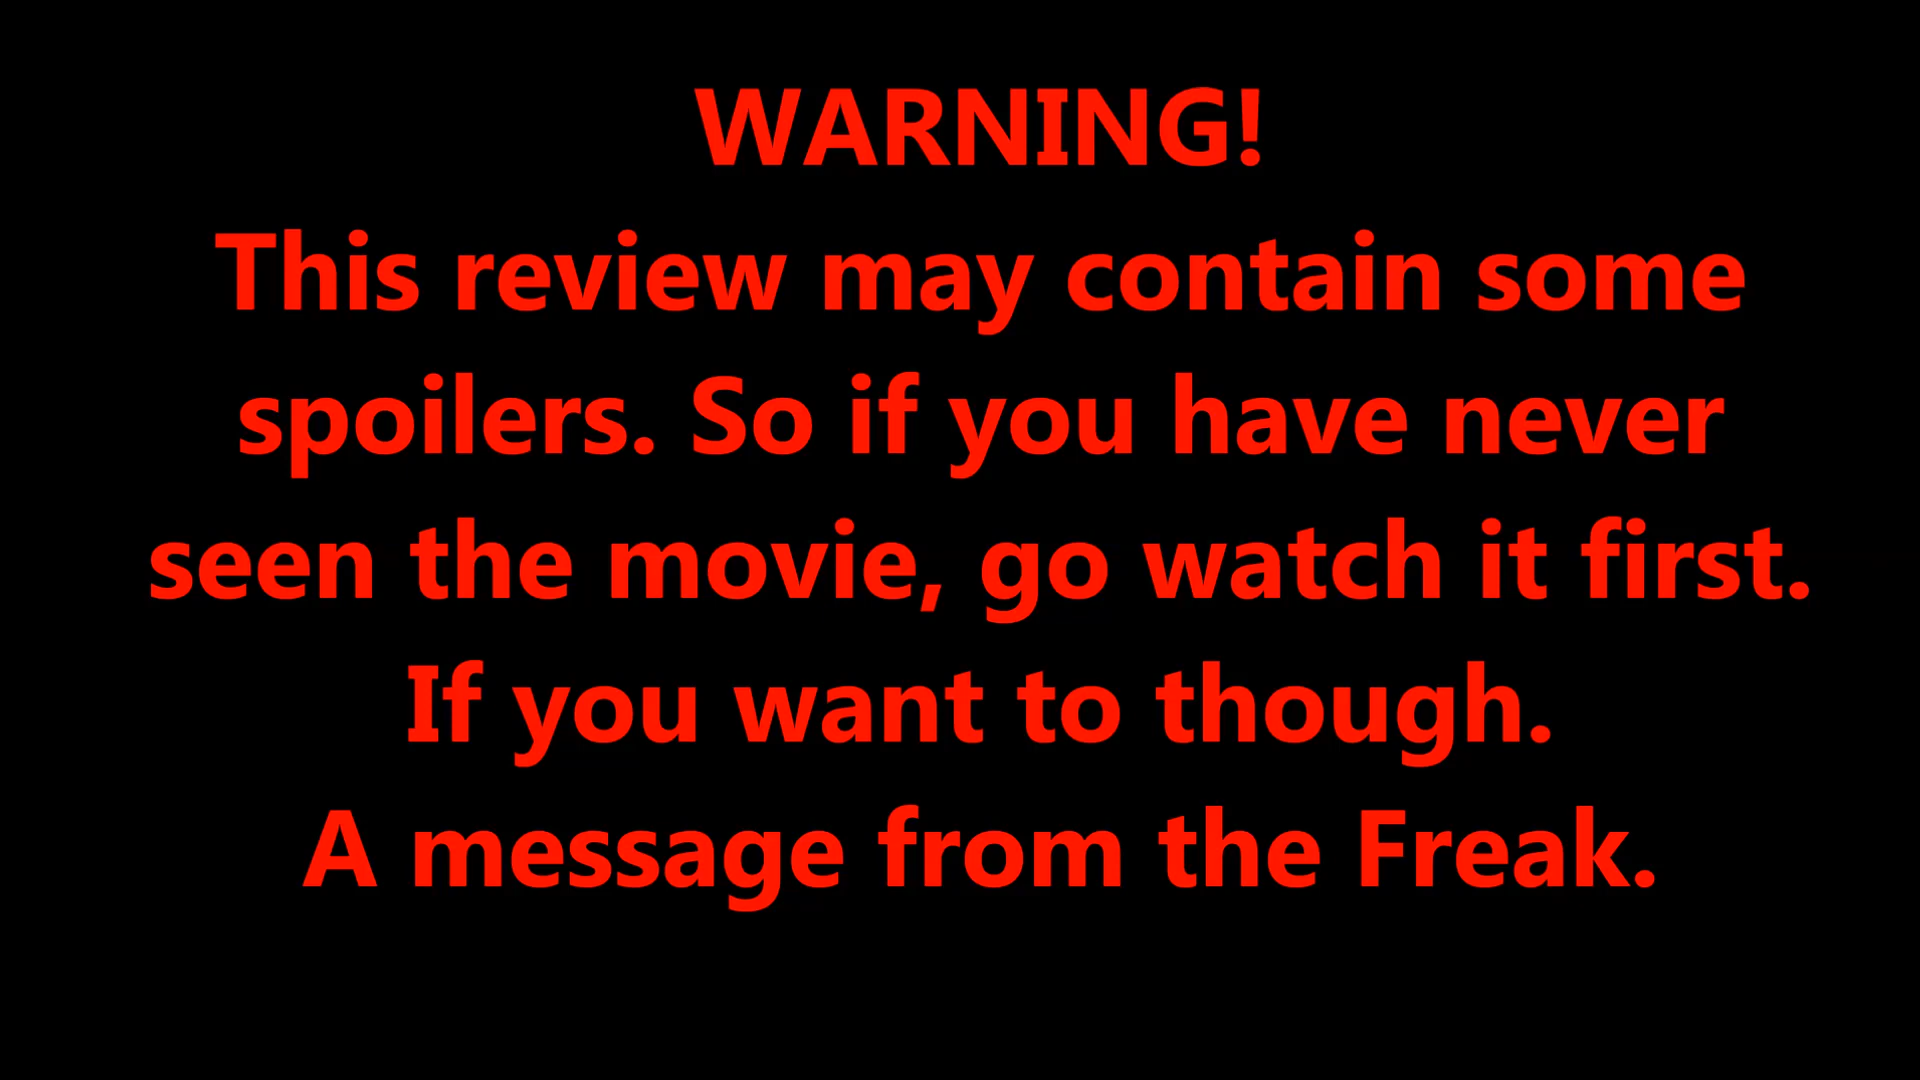 WARNING!
This review may contain some
spoilers. So if you have never
seen the movie, go watch it first.
If you want to though.
A message from the Freak.